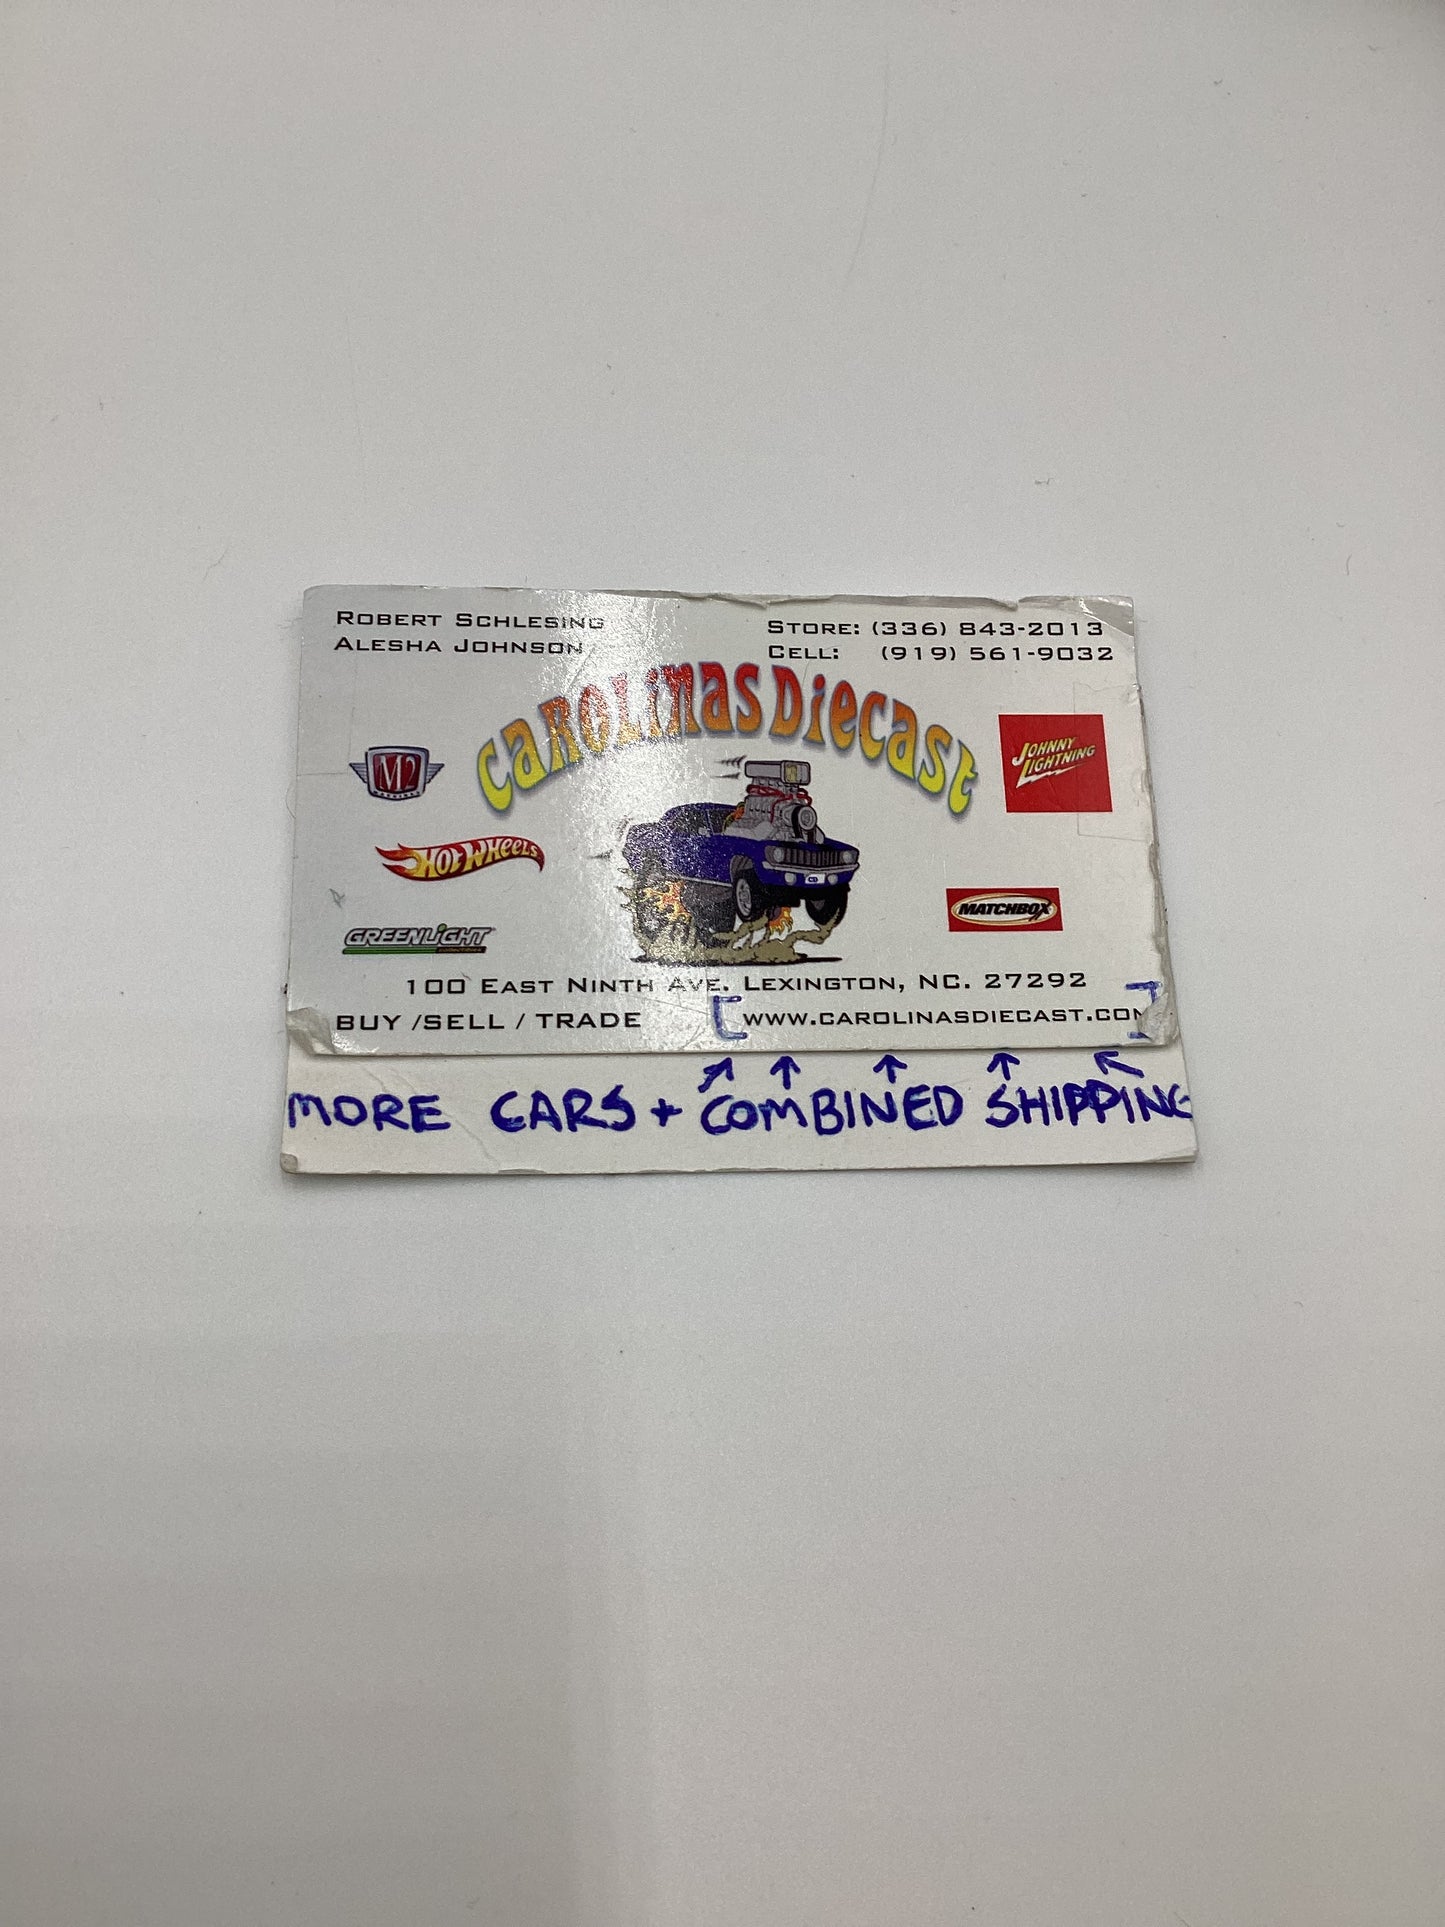 ROBERT SCHLESING
ALESHA JOHNSON
STORE: (336) 843-2013
CELL: (919) 561-9032
CAROLINAS DIECAST
M2
JOHNNY LIGHTNING
HOT WHEELS
MATCHBOX
GREENLIGHT
100 EAST NINTH AVE. LEXINGTON, NC. 27292
BUY /SELL / TRADE
[WWW.CAROLINASDIECAST.COM]
MORE CARS + COMBINED SHIPPING